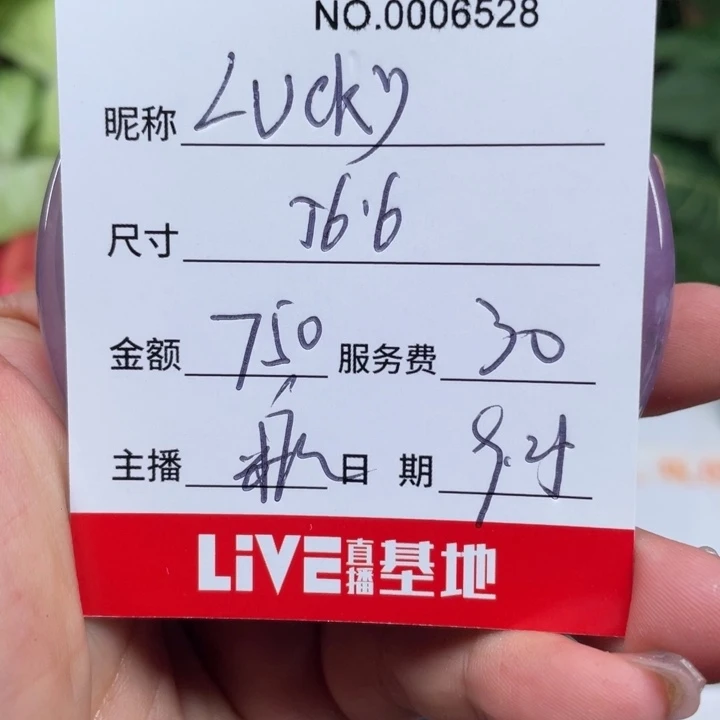 NO.0006528
昵称 Lucky
尺寸 56.6
金额 750 服务费 30
主播 日 期 9.25
LiVE直播基地